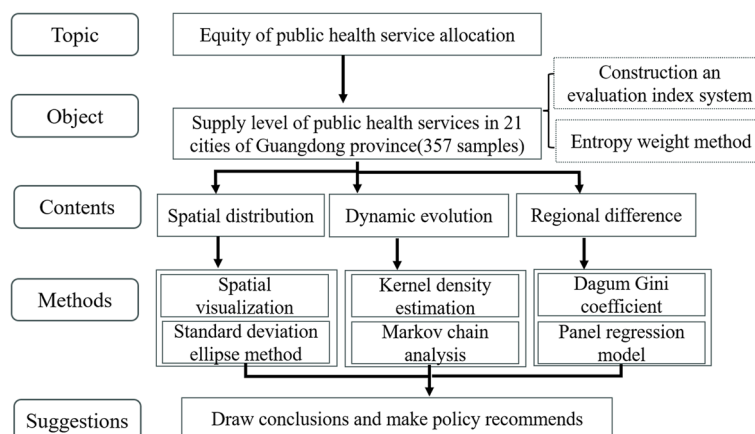 Topic
Equity of public health service allocation
Object
Supply level of public health services in 21
cities of Guangdong province(357 samples)
Construction an
evaluation index system
Entropy weight method
Contents
Spatial distribution
Dynamic evolution
Regional difference
Methods
Spatial
visualization
Standard deviation
ellipse method
Kernel density
estimation
Markov chain
analysis
Dagum Gini
coefficient
Panel regression
model
Suggestions
Draw conclusions and make policy recommends